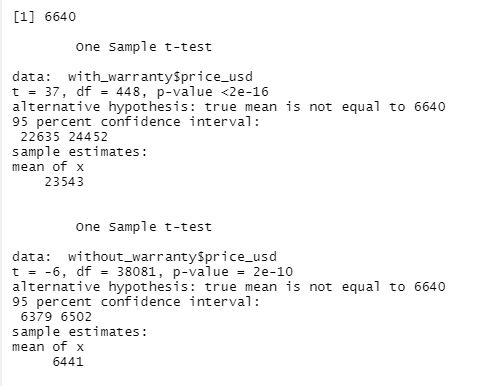 [1] 6640
One Sample t-test
data:  with_warranty$price_usd
t = 37, df = 448, p-value <2e-16
alternative hypothesis: true mean is not equal to 6640
95 percent confidence interval:
 22635 24452
sample estimates:
mean of x
    23543
One Sample t-test
data:  without_warranty$price_usd
t = -6, df = 38081, p-value = 2e-10
alternative hypothesis: true mean is not equal to 6640
95 percent confidence interval:
 6379 6502
sample estimates:
mean of x
     6441